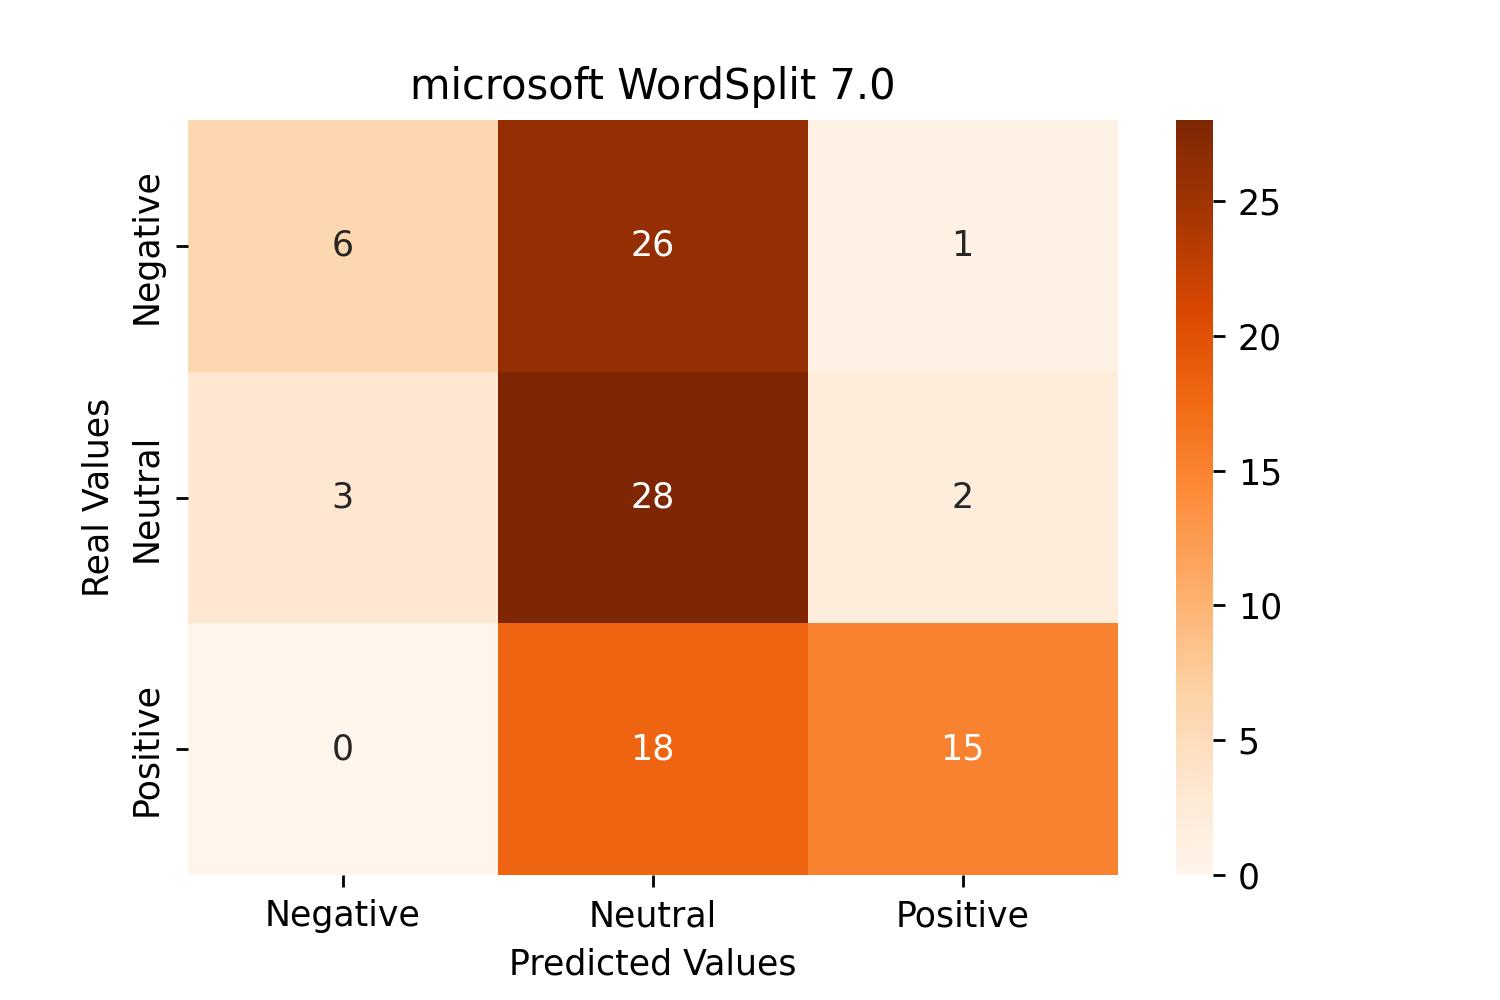 microsoft WordSplit 7.0
Real Values
Negative
6 26 1
25
20
Neutral
3 28 2
15
10
Positive
0 18 15
5
0
Negative Neutral Positive
Predicted Values